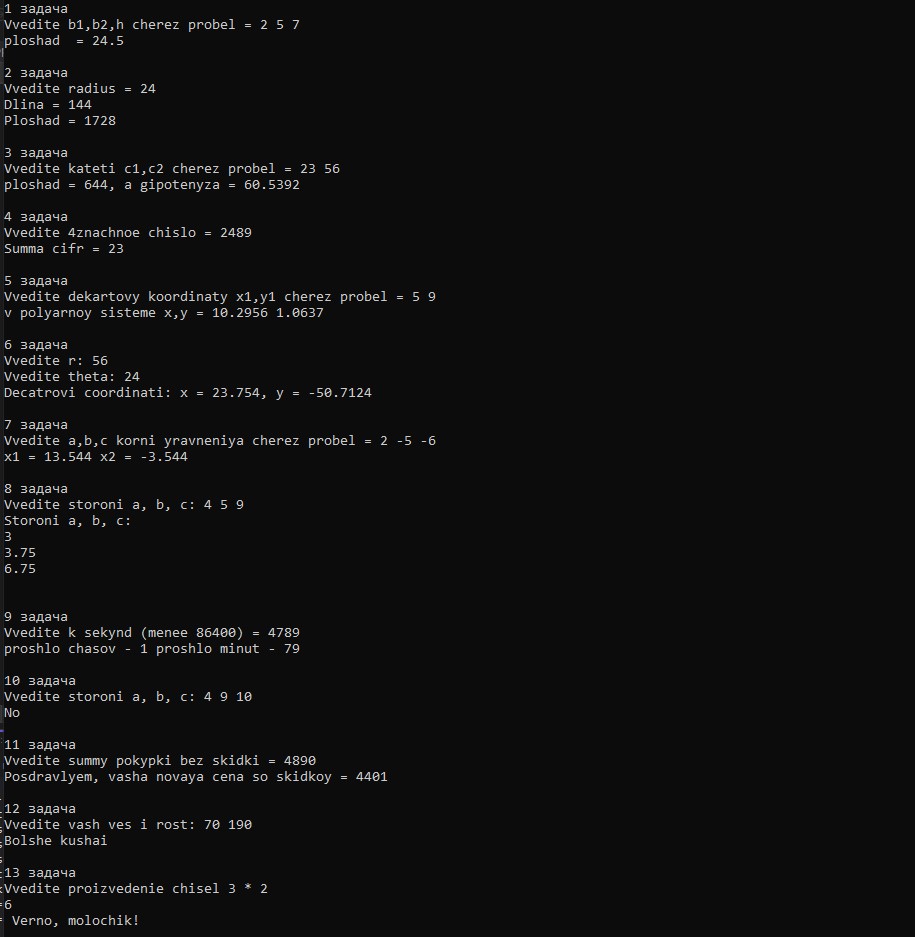 1 задача
Vvedite b1,b2,h cherez probel = 2 5 7
ploshad  = 24.5
2 задача
Vvedite radius = 24
Dlina = 144
Ploshad = 1728
3 задача
Vvedite kateti c1,c2 cherez probel = 23 56
ploshad = 644, a gipotenyza = 60.5392
4 задача
Vvedite 4znachnoe chislo = 2489
Summa cifr = 23
5 задача
Vvedite dekartovy koordinaty x1,y1 cherez probel = 5 9
v polyarnoy sisteme x,y = 10.2956 1.0637
6 задача
Vvedite r: 56
Vvedite theta: 24
Decatrovi coordinati: x = 23.754, y = -50.7124
7 задача
Vvedite a,b,c korni yravneniya cherez probel = 2 -5 -6
x1 = 13.544 x2 = -3.544
8 задача
Vvedite storoni a, b, c: 4 5 9
Storoni a, b, c:
3
3.75
6.75
9 задача
Vvedite k sekynd (menee 86400) = 4789
proshlo chasov - 1 proshlo minut - 79
10 задача
Vvedite storoni a, b, c: 4 9 10
No
11 задача
Vvedite summy pokypki bez skidki = 4890
Posdravlyem, vasha novaya cena so skidkoy = 4401
12 задача
Vvedite vash ves i rost: 70 190
Bolshe kushai
13 задача
Vvedite proizvedenie chisel 3 * 2
6
Verno, molochik!